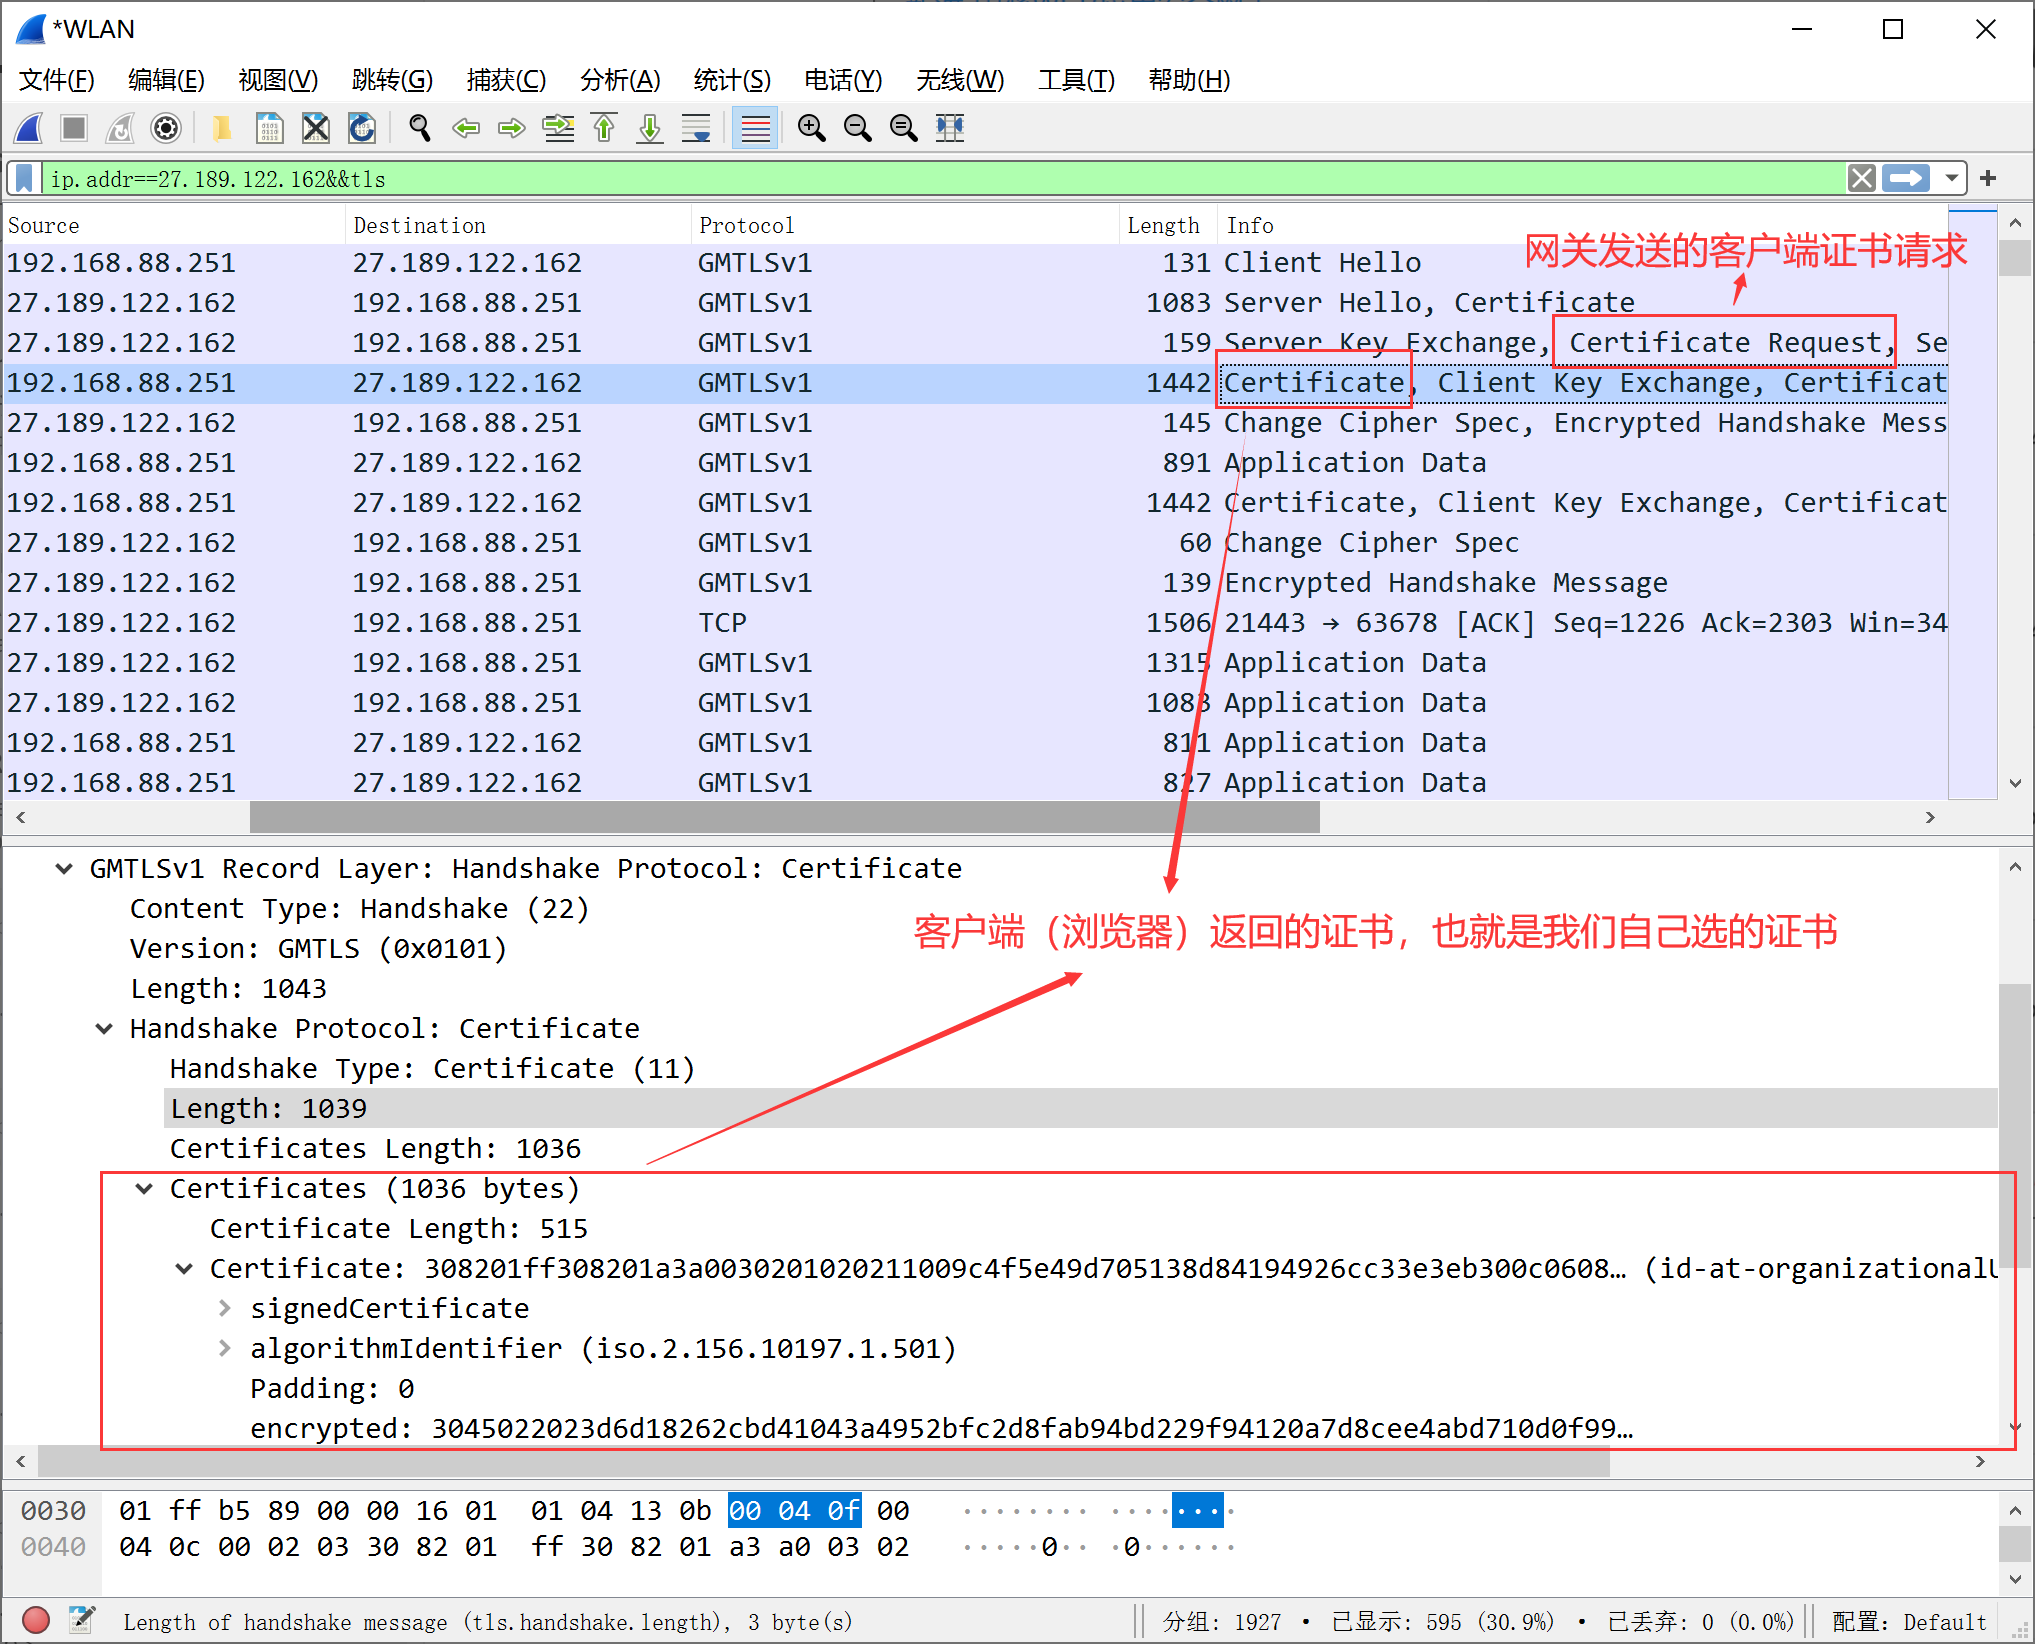 *WLAN
文件(F) 编辑(E) 视图(V) 跳转(G) 捕获(C) 分析(A) 统计(S) 电话(Y) 无线(W) 工具(T) 帮助(H)
ip.addr==27.189.122.162&&tls
Source Destination Protocol Length Info
网关发送的客户端证书请求
192.168.88.251 27.189.122.162 GMTLSv1 131 Client Hello
27.189.122.162 192.168.88.251 GMTLSv1 1083 Server Hello, Certificate
27.189.122.162 192.168.88.251 GMTLSv1 159 Server Key Exchange, Certificate Request, Se
192.168.88.251 27.189.122.162 GMTLSv1 1442 Certificate, Client Key Exchange, Certificat
27.189.122.162 192.168.88.251 GMTLSv1 145 Change Cipher Spec, Encrypted Handshake Mess
192.168.88.251 27.189.122.162 GMTLSv1 891 Application Data
192.168.88.251 27.189.122.162 GMTLSv1 1442 Certificate, Client Key Exchange, Certificat
27.189.122.162 192.168.88.251 GMTLSv1 60 Change Cipher Spec
27.189.122.162 192.168.88.251 GMTLSv1 139 Encrypted Handshake Message
27.189.122.162 192.168.88.251 TCP 1506 21443 → 63678 [ACK] Seq=1226 Ack=2303 Win=34
27.189.122.162 192.168.88.251 GMTLSv1 1315 Application Data
27.189.122.162 192.168.88.251 GMTLSv1 1083 Application Data
192.168.88.251 27.189.122.162 GMTLSv1 811 Application Data
192.168.88.251 27.189.122.162 GMTLSv1 827 Application Data
GMTLSv1 Record Layer: Handshake Protocol: Certificate
Content Type: Handshake (22)
客户端（浏览器）返回的证书，也就是我们自己选的证书
Version: GMTLS (0x0101)
Length: 1043
Handshake Protocol: Certificate
Handshake Type: Certificate (11)
Length: 1039
Certificates Length: 1036
Certificates (1036 bytes)
Certificate Length: 515
Certificate: 308201ff308201a3a0030201020211009c4f5e49d705138d84194926cc33e3eb300c0608… (id-at-organizationalU
signedCertificate
algorithmIdentifier (iso.2.156.10197.1.501)
Padding: 0
encrypted: 3045022023d6d18262cbd41043a4952bfc2d8fab94bd229f94120a7d8cee4abd710d0f99…
0030 01 ff b5 89 00 00 16 01 01 04 13 0b 00 04 0f 00 ········ ········
0040 04 0c 00 02 03 30 82 01 ff 30 82 01 a3 a0 03 02 ·····0·· ·0······
Length of handshake message (tls.handshake.length), 3 byte(s) 分组: 1927 · 已显示: 595 (30.9%) · 已丢弃: 0 (0.0%) 配置: Default